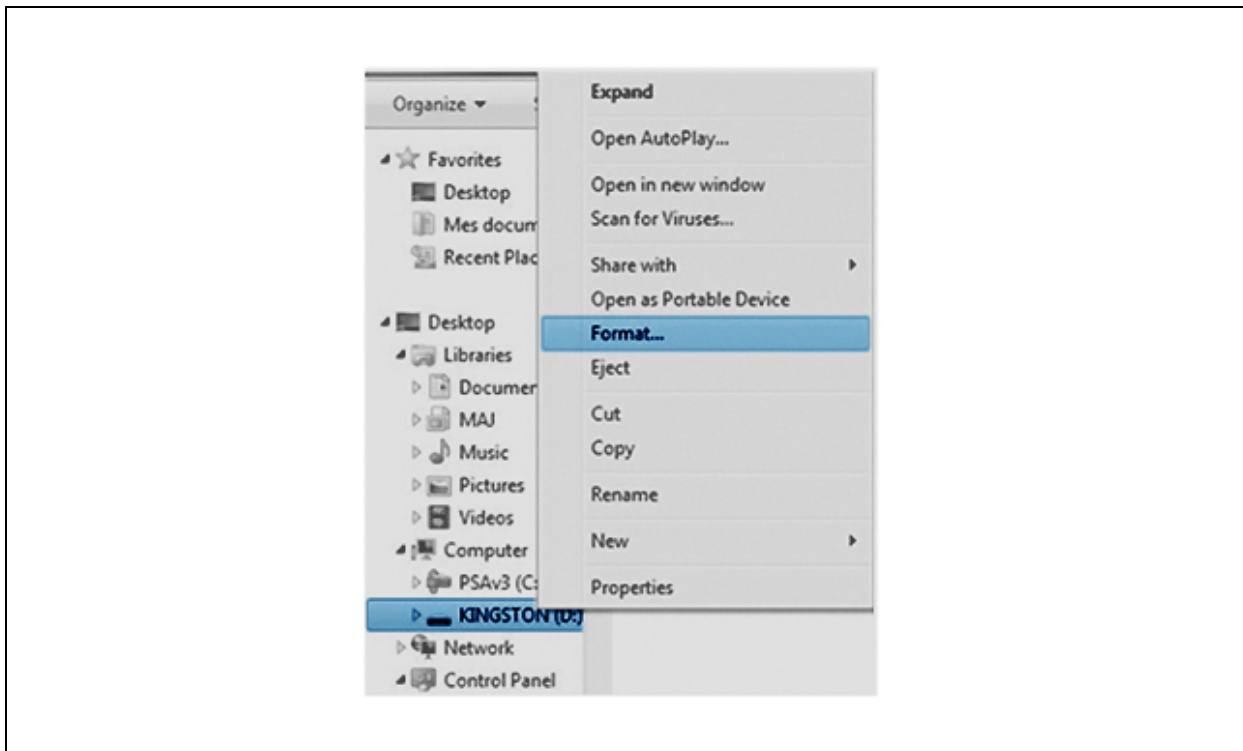 Organize
Favorites
Desktop
Mes docum
Recent Plac
Desktop
Libraries
Documer
MAJ
Music
Pictures
Videos
Computer
PSAv3 (C:
KINGSTON (D:)
Network
Control Panel
Expand
Open AutoPlay...
Open in new window
Scan for Viruses...
Share with
Open as Portable Device
Format...
Eject
Cut
Copy
Rename
New
Properties